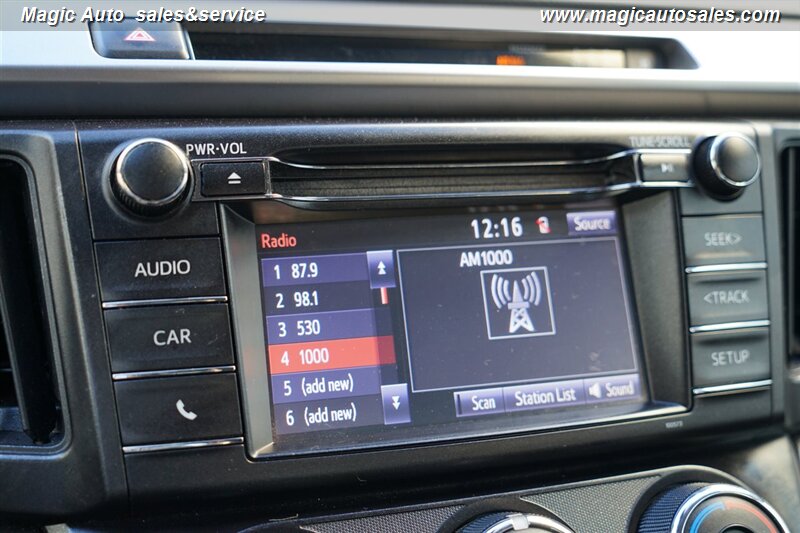 Magic Auto sales&service
www.magicautosales.com
PWR·VOL
TUNE·SCROLL
12:16
Source
Radio
AM1000
1 87.9
2 98.1
3 530
4 1000
5 (add new)
6 (add new)
Scan
Station List
Sound
AUDIO
CAR
SEEK>
<TRACK
SETUP